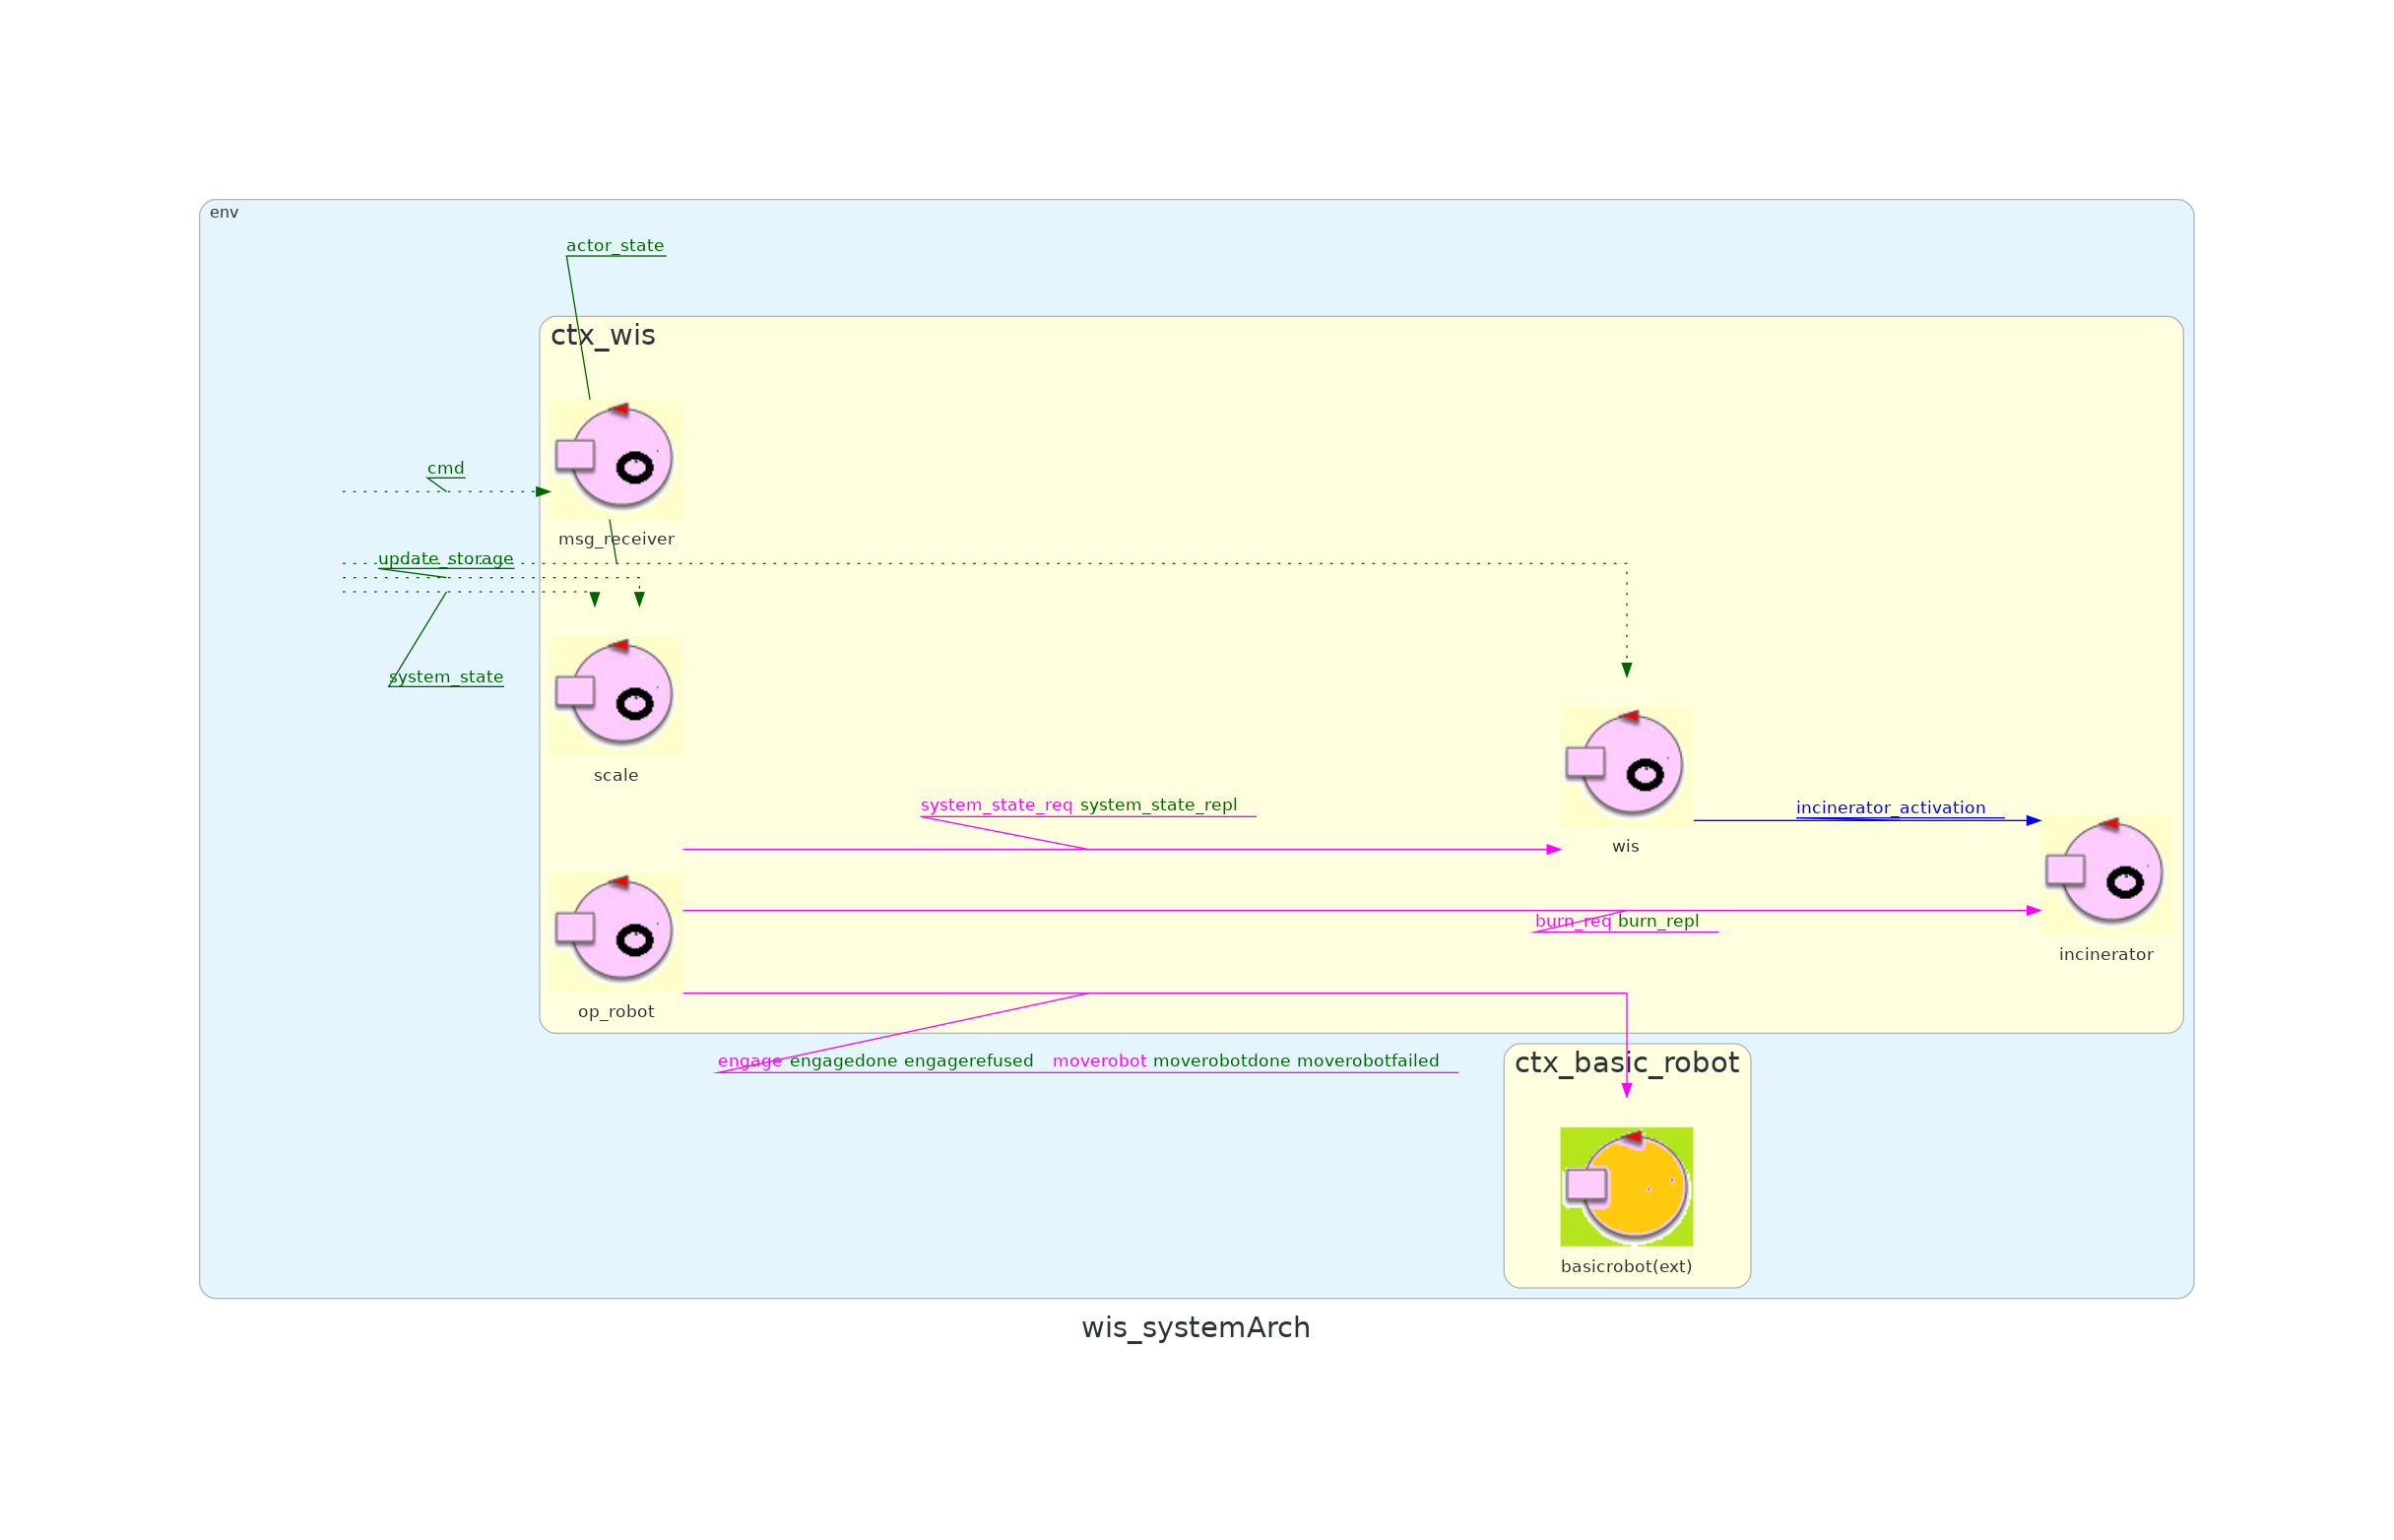 env
actor_state
ctx_wis
cmd
msg_receiver
update_storage
system_state
scale
system_state_req system_state_repl
incinerator_activation
wis
burn_req burn_repl
incinerator
op_robot
engage engagedone engagerefused moverobot moverobotdone moverobotfailed
ctx_basic_robot
basicrobot(ext)
wis_systemArch